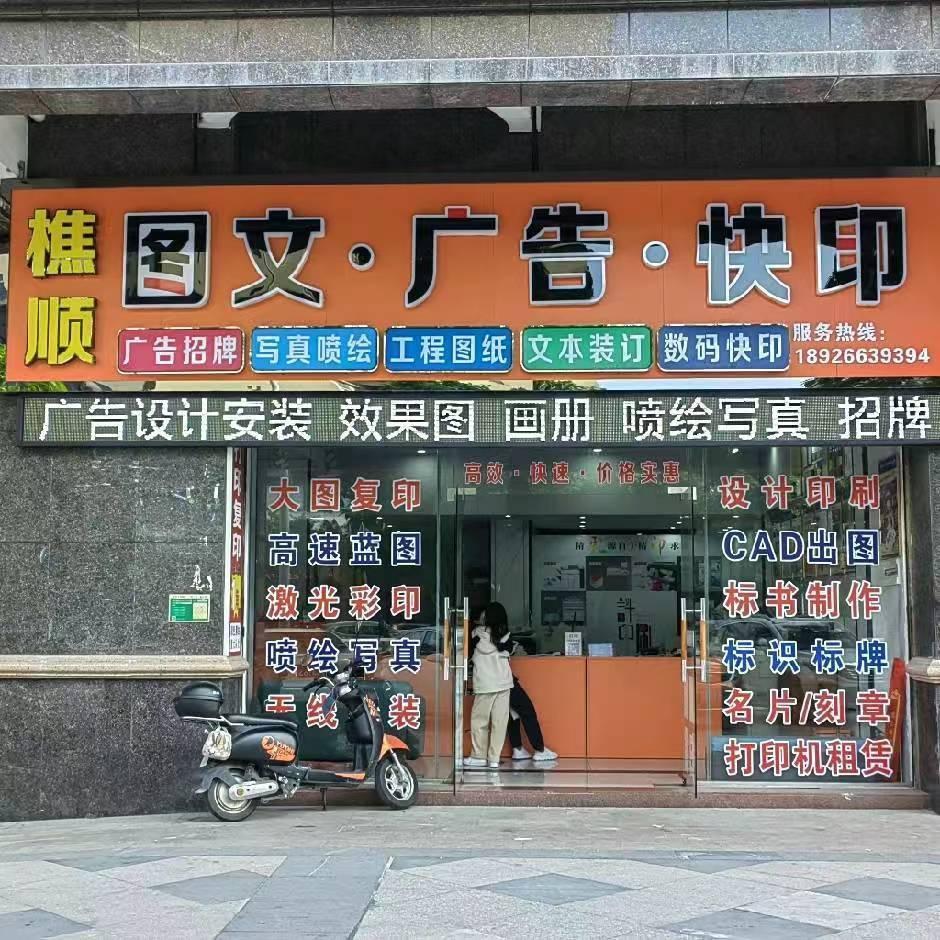 樵顺
图文·广告·快印
广告招牌 写真喷绘 工程图纸 文本装订 数码快印
服务热线：
18926639394
广告设计安装 效果图 画册 喷绘写真 招牌
高效·快速·价格实惠
大图复印
高速蓝图
激光彩印
喷绘写真
无线 装
设计印刷
CAD出图
标书制作
标识标牌
名片/刻章
打印机租赁
复印